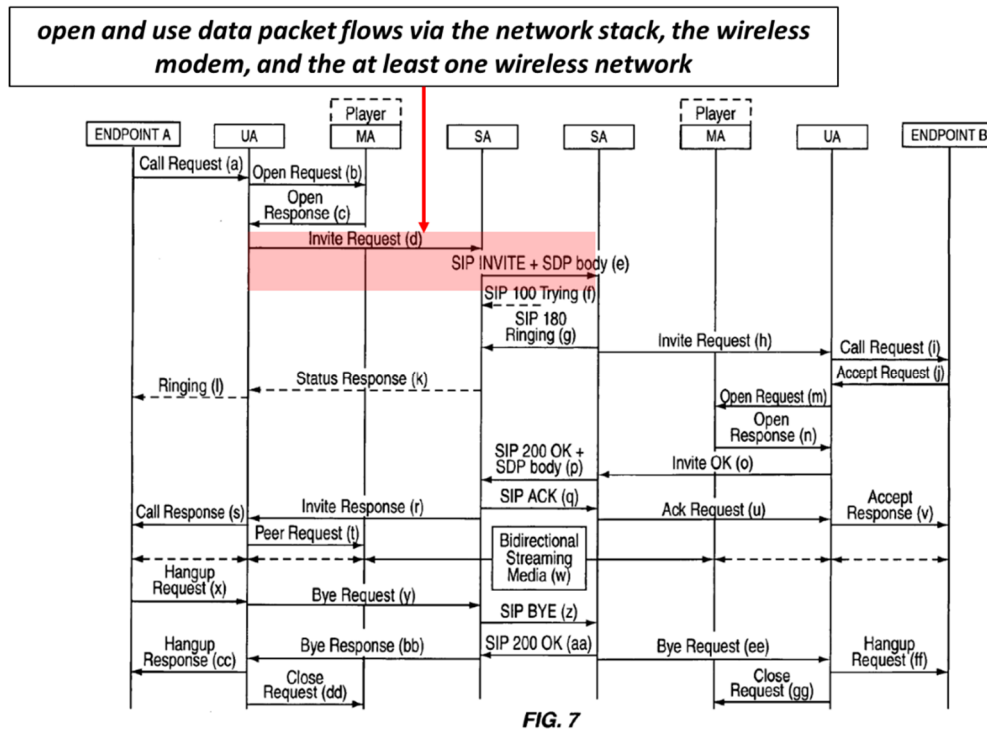 open and use data packet flows via the network stack, the wireless
modem, and the at least one wireless network
Player
Player
ENDPOINT A
UA
MA
SA
SA
MA
UA
ENDPOINT B
Call Request (a)
Open Request (b)
Open
Response (c)
Invite Request (d)
SIP INVITE + SDP body (e)
SIP 100 Trying (f)
SIP 180
Ringing (g)
Invite Request (h)
Call Request (i)
Accept Request (j)
Status Response (k)
Ringing (l)
Open Request (m)
Open
Response (n)
Invite OK (o)
SIP 200 OK +
SDP body (p)
SIP ACK (q)
Invite Response (r)
Call Response (s)
Ack Request (u)
Accept
Response (v)
Peer Request (t)
Bidirectional
Streaming
Media (w)
Hangup
Request (x)
Bye Request (y)
SIP BYE (z)
SIP 200 OK (aa)
Bye Response (bb)
Hangup
Response (cc)
Bye Request (ee)
Hangup
Request (ff)
Close
Request (dd)
Close
Request (gg)
FIG. 7